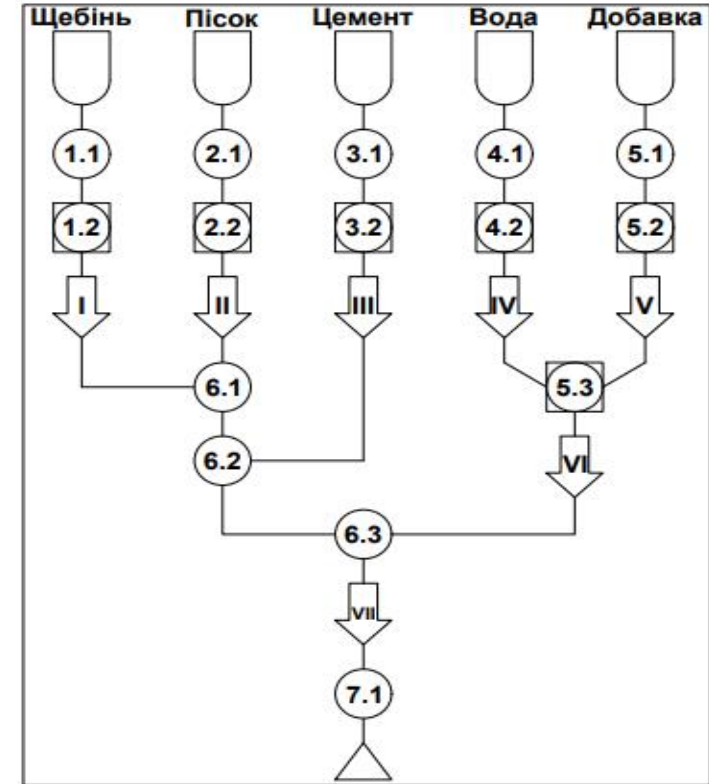 Щебінь Пісок Цемент Вода Добавка
1.1 2.1 3.1 4.1 5.1
1.2 2.2 3.2 4.2 5.2
I II III IV V
6.1 5.3
6.2 VI
6.3
VII
7.1